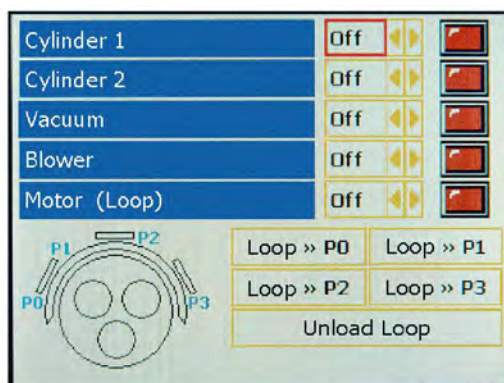 Cylinder 1 Off
Cylinder 2 Off
Vacuum Off
Blower Off
Motor (Loop) Off
P2
P1
P0
P3
Loop » P0 Loop » P1
Loop » P2 Loop » P3
Unload Loop